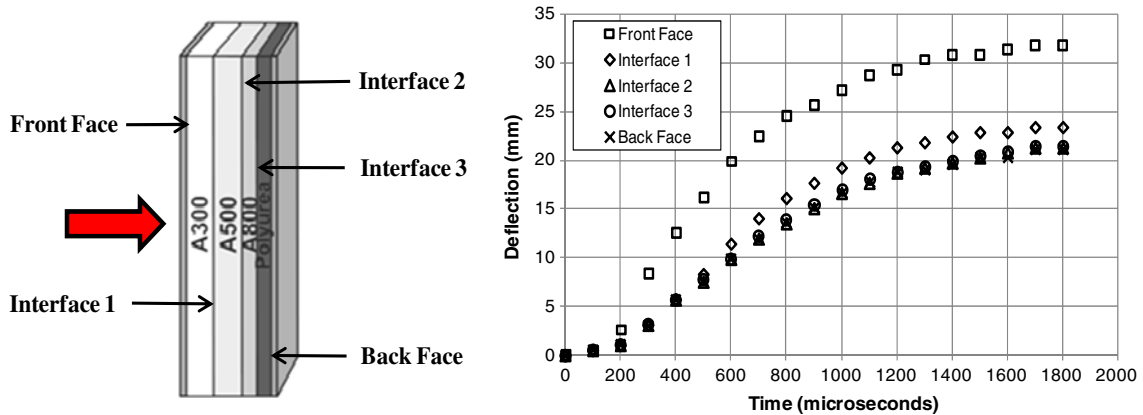 Front Face
Interface 1
A300
A500
A800
Polyurea
Interface 2
Interface 3
Back Face
Deflection (mm)
35
30
25
20
15
10
5
0
Front Face
Interface 1
Interface 2
Interface 3
Back Face
0 200 400 600 800 1000 1200 1400 1600 1800 2000
Time (microseconds)